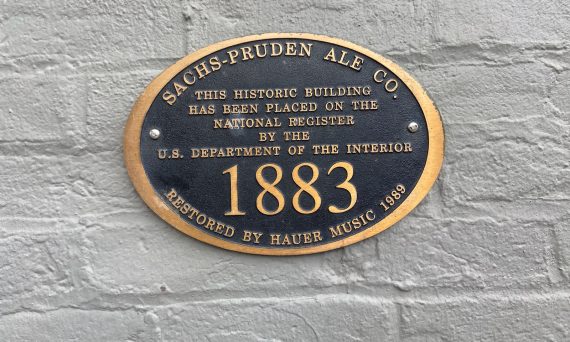 SACHS-PRUDEN ALE CO.
THIS HISTORIC BUILDING
HAS BEEN PLACED ON THE
NATIONAL REGISTER
BY THE
U.S. DEPARTMENT OF THE INTERIOR
1883
RESTORED BY HAUER MUSIC 1989